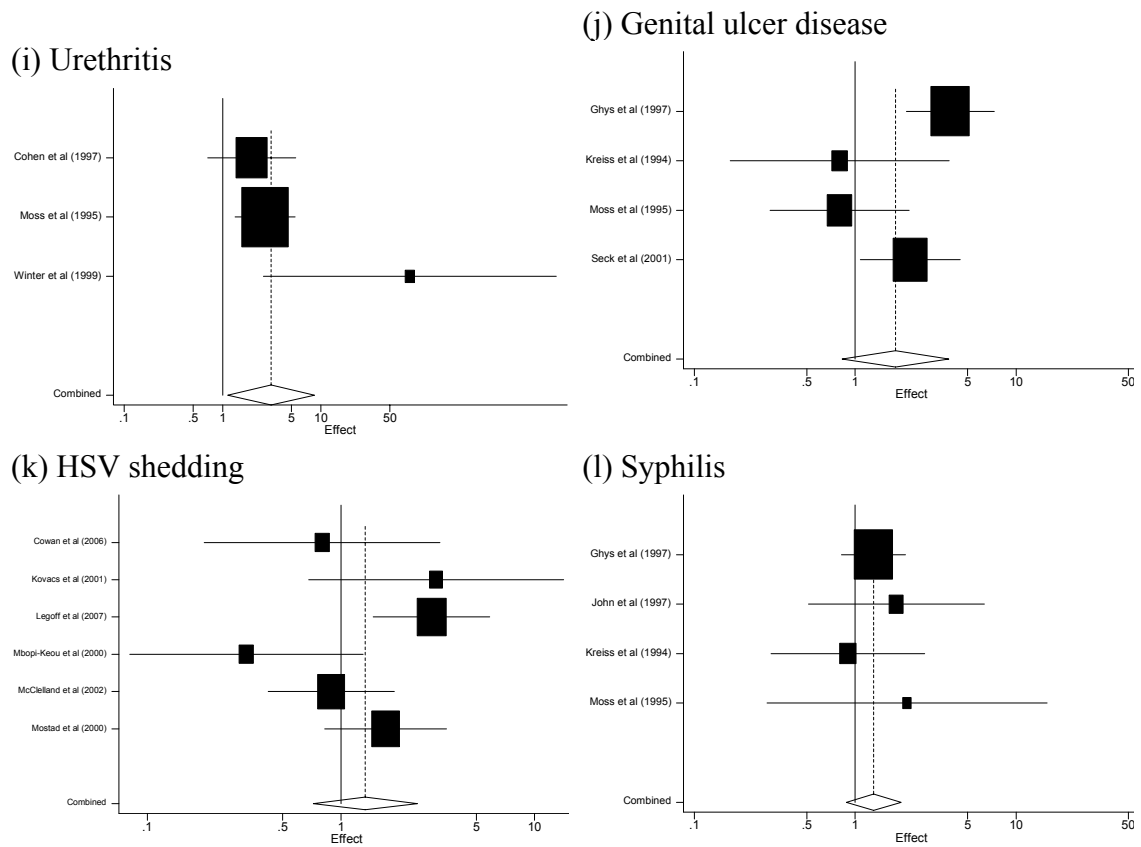 (i) Urethritis
Cohen et al (1997)
Moss et al (1995)
Winter et al (1999)
Combined
.1 .5 1 5 10 50
Effect
(j) Genital ulcer disease
Ghys et al (1997)
Kreiss et al (1994)
Moss et al (1995)
Seck et al (2001)
Combined
.1 .5 1 5 10 50
Effect
(k) HSV shedding
Cowan et al (2006)
Kovacs et al (2001)
Legoff et al (2007)
Mbopi-Keou et al (2000)
McClelland et al (2002)
Mostad et al (2000)
Combined
.1 .5 1 5 10
Effect
(l) Syphilis
Ghys et al (1997)
John et al (1997)
Kreiss et al (1994)
Moss et al (1995)
Combined
.1 .5 1 5 10 50
Effect